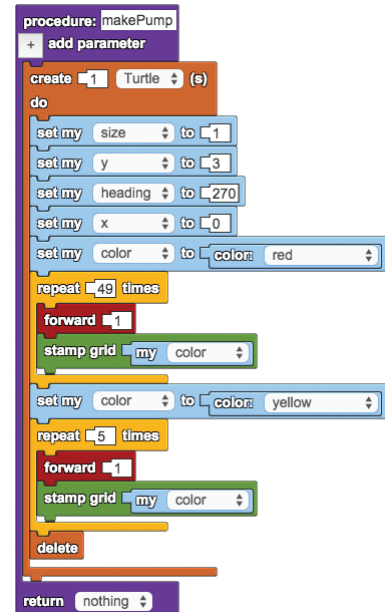 procedure: makePump
+ add parameter
create 1 Turtle (s)
do
set my size to 1
set my y to 3
set my heading to 270
set my x to 0
set my color to color: red
repeat 49 times
forward 1
stamp grid my color
set my color to color: yellow
repeat 5 times
forward 1
stamp grid my color
delete
return nothing